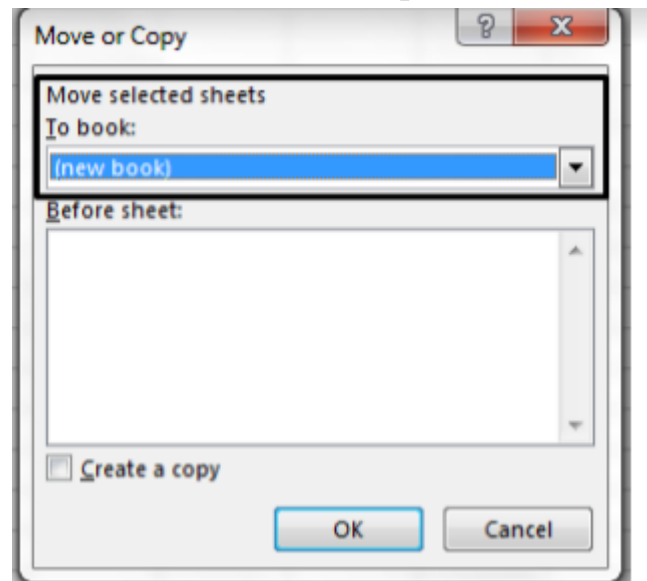 Move or Copy
?
Move selected sheets
To book:
(new book)
Before sheet:
Create a copy
OK Cancel